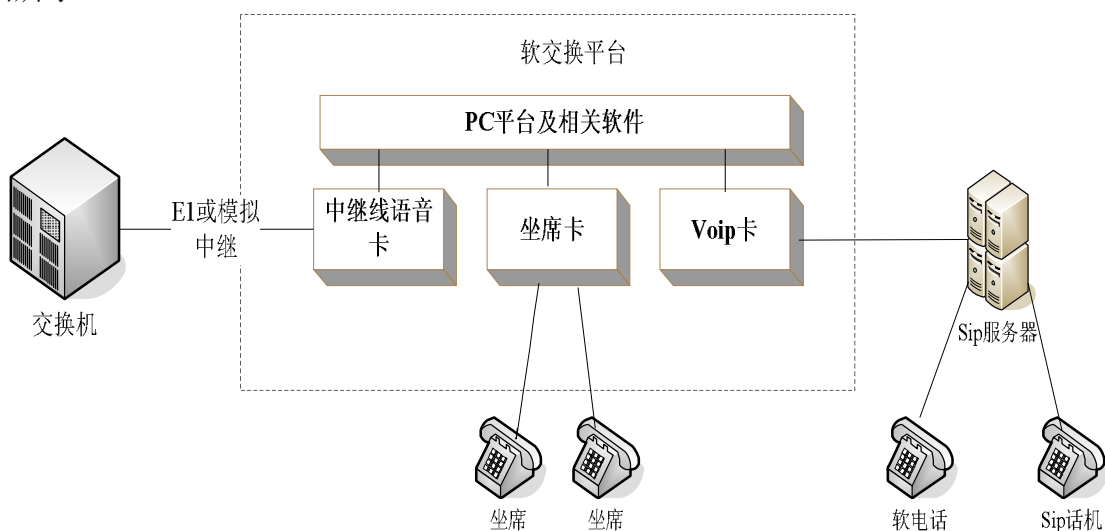 软交换平台
PC平台及相关软件
E1或模拟
中继
中继线语音
卡
坐席卡
Voip卡
交换机
Sip服务器
坐席
坐席
软电话
Sip话机